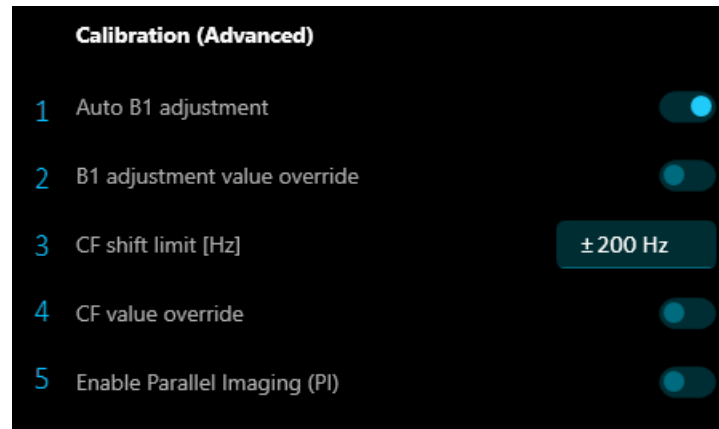 Calibration (Advanced)
1 Auto B1 adjustment
2 B1 adjustment value override
3 CF shift limit [Hz] ±200 Hz
4 CF value override
5 Enable Parallel Imaging (PI)